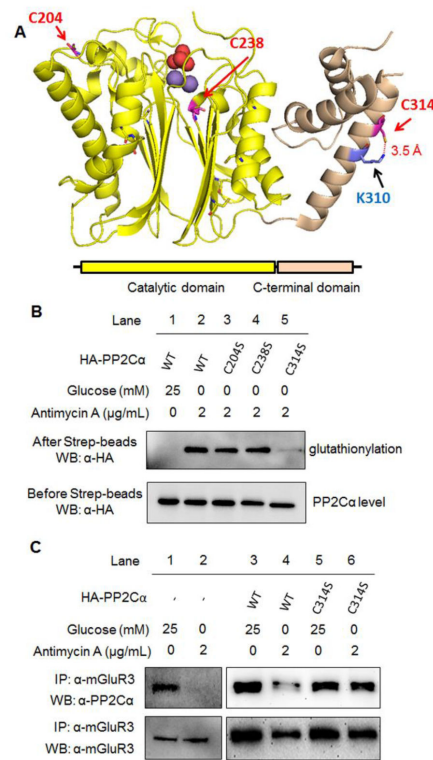 A
C204
C238
C314
3.5 Å
K310
Catalytic domain
C-terminal domain
B
Lane 1 2 3 4 5
HA-PP2Cα WT WT C204S C238S C314S
Glucose (mM) 25 0 0 0 0
Antimycin A (µg/mL) 0 2 2 2 2
After Strep-beads
WB: α-HA
glutathionylation
Before Strep-beads
WB: α-HA
PP2Cα level
C
Lane 1 2 3 4 5 6
HA-PP2Cα - - WT WT C314S C314S
Glucose (mM) 25 0 25 0 25 0
Antimycin A (µg/mL) 0 2 0 2 0 2
IP: α-mGluR3
WB: α-PP2Cα
IP: α-mGluR3
WB: α-mGluR3